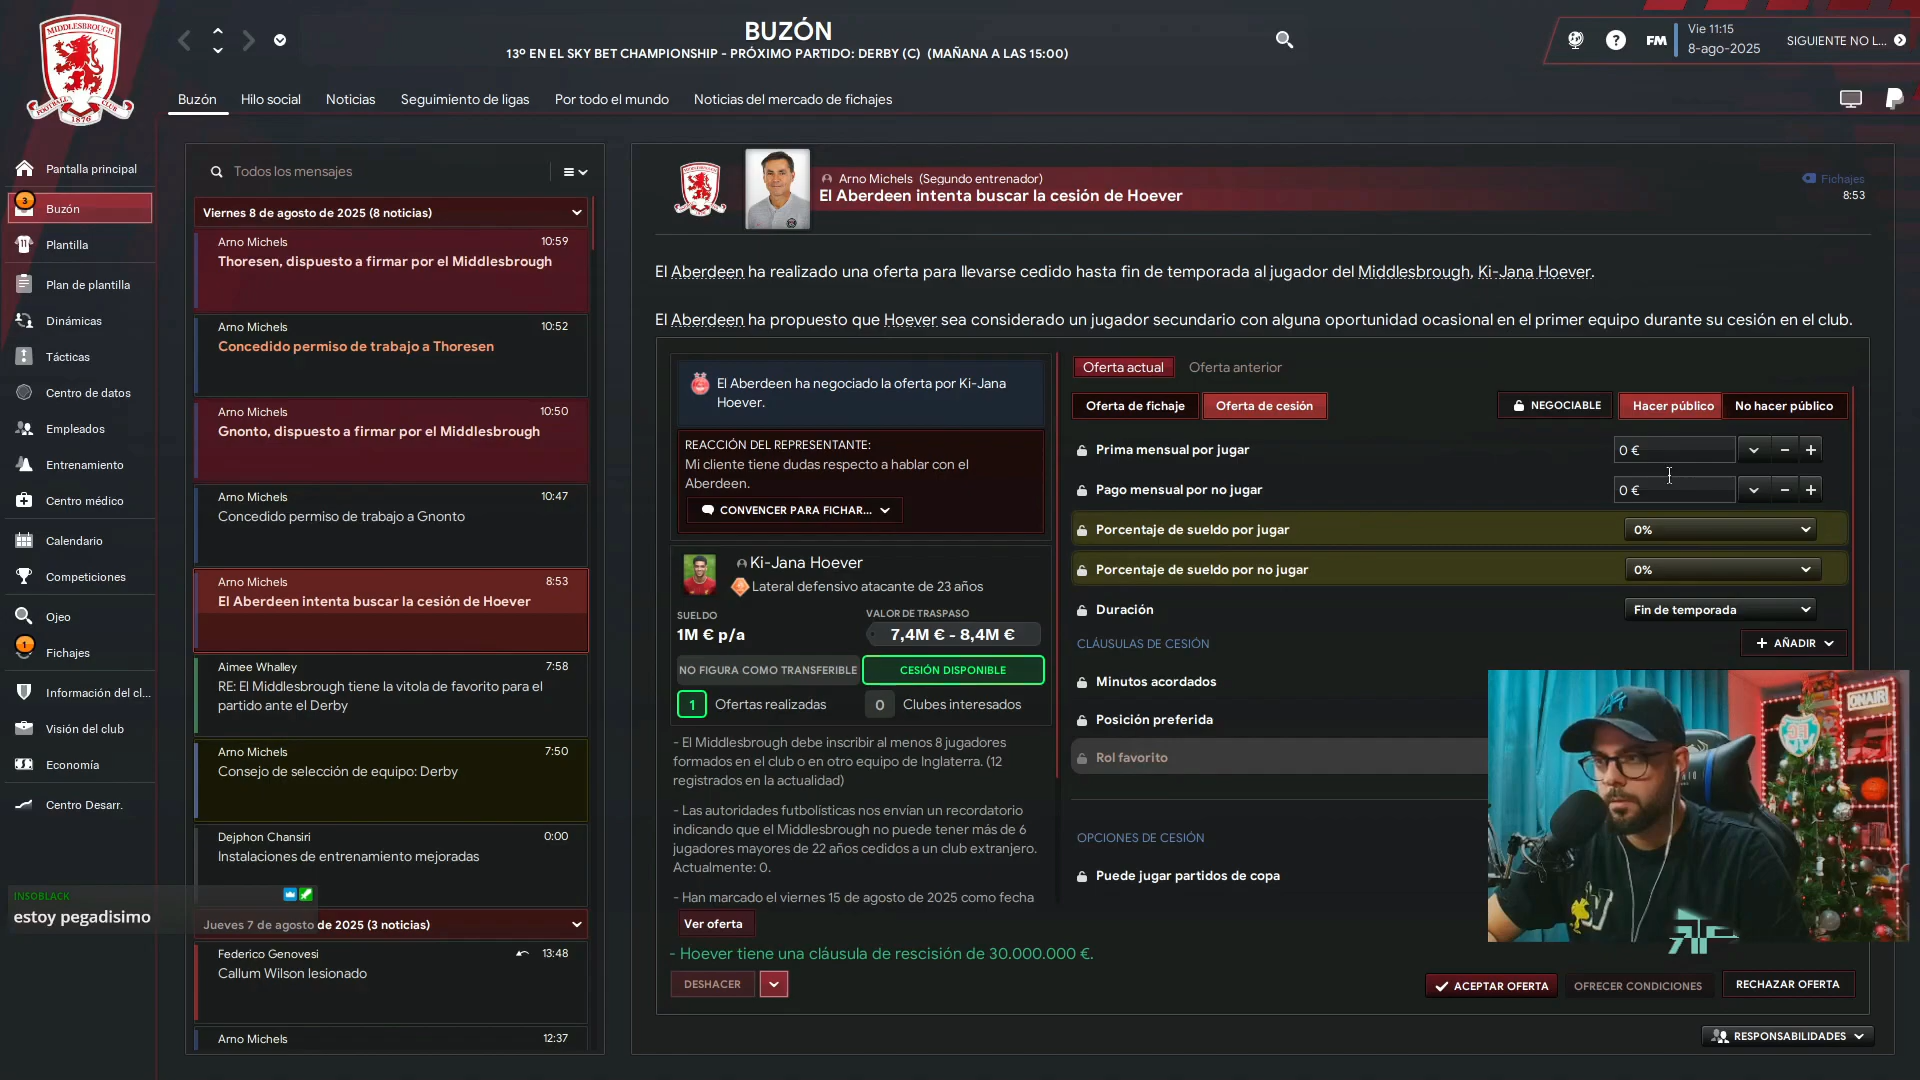 MIDDLESBROUGH
FOOTBALL CLUB
1876
BUZÓN
13º EN EL SKY BET CHAMPIONSHIP - PRÓXIMO PARTIDO: DERBY (C) (MAÑANA A LAS 15:00)
FM
Vie 11:15
8-ago-2025
SIGUIENTE NO L...
Buzón
Hilo social
Noticias
Seguimiento de ligas
Por todo el mundo
Noticias del mercado de fichajes
Pantalla principal
3
Buzón
Plantilla
Plan de plantilla
Dinámicas
Tácticas
Centro de datos
Empleados
Entrenamiento
Centro médico
Calendario
Competiciones
Ojeo
1
Fichajes
Información del cl...
Visión del club
Economía
Centro Desarr.
INSOBLACK
estoy pegadisimo
Todos los mensajes
Viernes 8 de agosto de 2025 (8 noticias)
Arno Michels 10:59
Thoresen, dispuesto a firmar por el Middlesbrough
Arno Michels 10:52
Concedido permiso de trabajo a Thoresen
Arno Michels 10:50
Gnonto, dispuesto a firmar por el Middlesbrough
Arno Michels 10:47
Concedido permiso de trabajo a Gnonto
Arno Michels 8:53
El Aberdeen intenta buscar la cesión de Hoever
Aimee Whalley 7:58
RE: El Middlesbrough tiene la vitola de favorito para el
partido ante el Derby
Arno Michels 7:50
Consejo de selección de equipo: Derby
Dejphon Chansiri 0:00
Instalaciones de entrenamiento mejoradas
Jueves 7 de agosto de 2025 (3 noticias)
Federico Genovesi 13:48
Callum Wilson lesionado
Arno Michels 12:37
Arno Michels (Segundo entrenador)
El Aberdeen intenta buscar la cesión de Hoever
Fichajes
8:53
El Aberdeen ha realizado una oferta para llevarse cedido hasta fin de temporada al jugador del Middlesbrough, Ki-Jana Hoever.
El Aberdeen ha propuesto que Hoever sea considerado un jugador secundario con alguna oportunidad ocasional en el primer equipo durante su cesión en el club.
El Aberdeen ha negociado la oferta por Ki-Jana
Hoever.
REACCIÓN DEL REPRESENTANTE:
Mi cliente tiene dudas respecto a hablar con el
Aberdeen.
CONVENCER PARA FICHAR...
Ki-Jana Hoever
Lateral defensivo atacante de 23 años
SUELDO
1M € p/a
VALOR DE TRASPASO
7,4M € - 8,4M €
NO FIGURA COMO TRANSFERIBLE
CESIÓN DISPONIBLE
1 Ofertas realizadas
0 Clubes interesados
- El Middlesbrough debe inscribir al menos 8 jugadores
formados en el club o en otro equipo de Inglaterra. (12
registrados en la actualidad)
- Las autoridades futbolísticas nos envían un recordatorio
indicando que el Middlesbrough no puede tener más de 6
jugadores mayores de 22 años cedidos a un club extranjero.
Actualmente: 0.
- Han marcado el viernes 15 de agosto de 2025 como fecha
Ver oferta
- Hoever tiene una cláusula de rescisión de 30.000.000 €.
DESHACER
Oferta actual
Oferta anterior
Oferta de fichaje
Oferta de cesión
NEGOCIABLE
Hacer público
No hacer público
Prima mensual por jugar 0 €
Pago mensual por no jugar 0 €
Porcentaje de sueldo por jugar 0%
Porcentaje de sueldo por no jugar 0%
Duración Fin de temporada
CLÁUSULAS DE CESIÓN
AÑADIR
Minutos acordados
Posición preferida
Rol favorito
OPCIONES DE CESIÓN
Puede jugar partidos de copa
ON AIR
ACEPTAR OFERTA
OFRECER CONDICIONES
RECHAZAR OFERTA
RESPONSABILIDADES